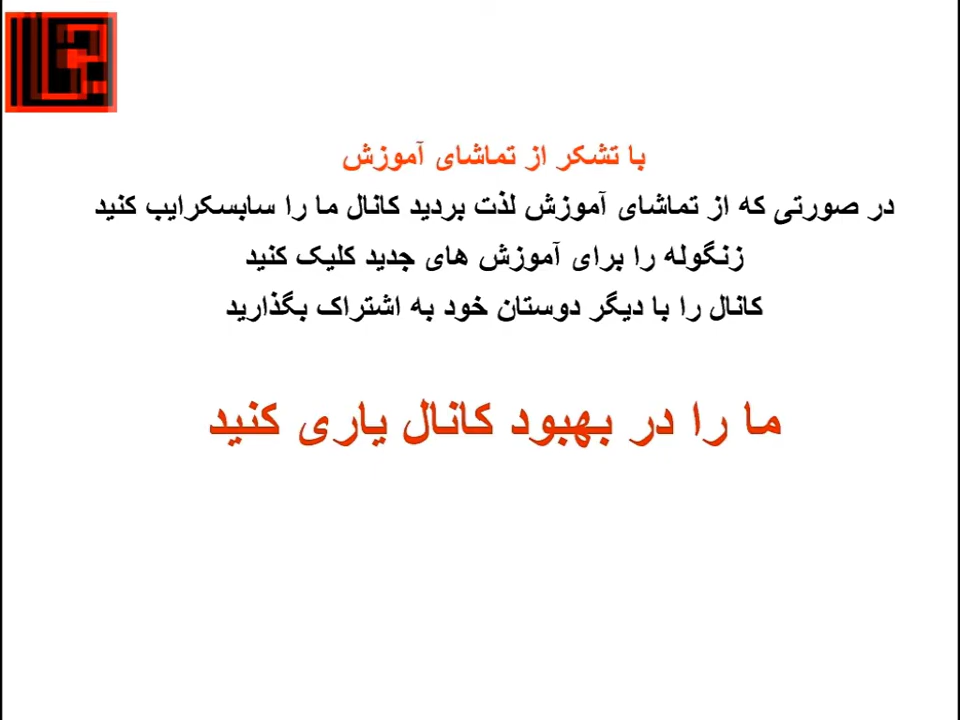 با تشکر از تماشای آموزش
در صورتی که از تماشای آموزش لذت بردید کانال ما را سابسکرایب کنید
زنگوله را برای آموزش های جدید کلیک کنید
کانال را با دیگر دوستان خود به اشتراک بگذارید
ما را در بهبود کانال یاری کنید